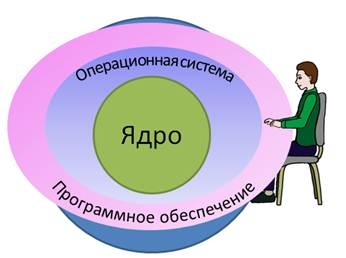 Операционная система
Ядро
Программное обеспечение